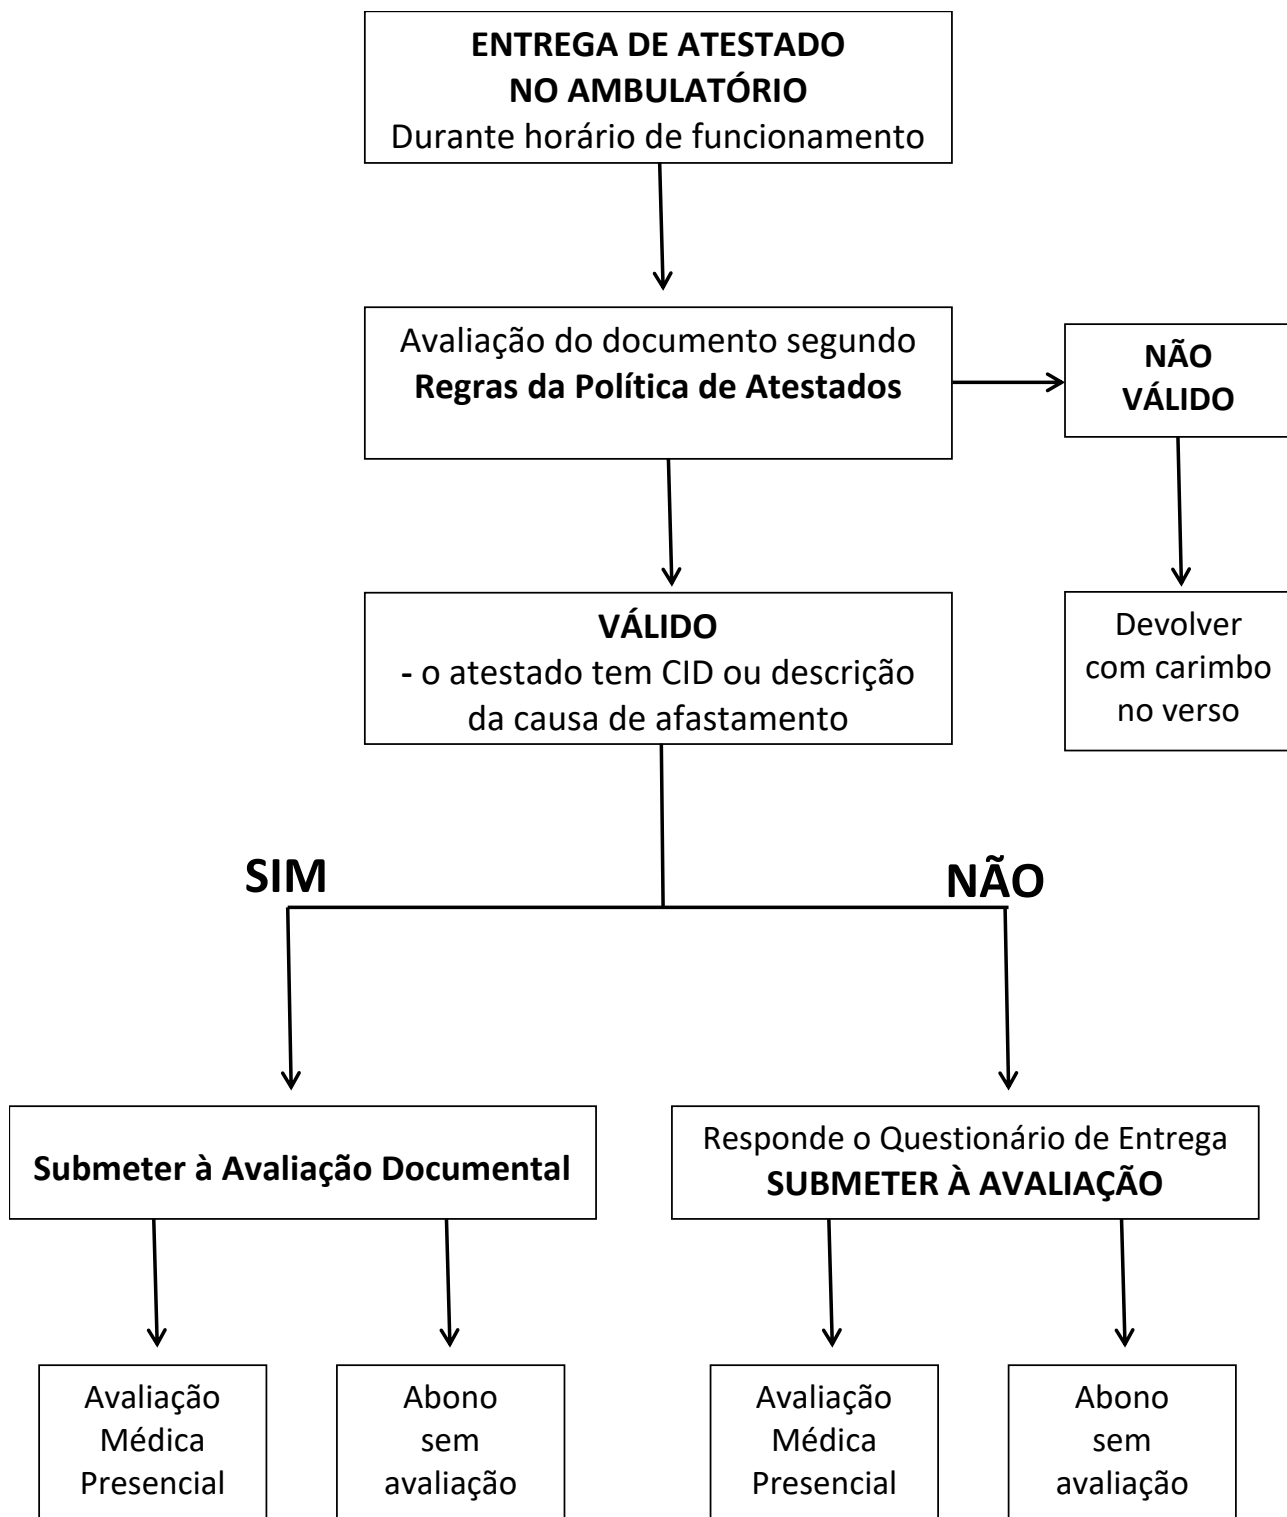 ENTREGA DE ATESTADO
NO AMBULATÓRIO
Durante horário de funcionamento
Avaliação do documento segundo
Regras da Política de Atestados
NÃO
VÁLIDO
VÁLIDO
- o atestado tem CID ou descrição
da causa de afastamento
Devolver
com carimbo
no verso
SIM
NÃO
Submeter à Avaliação Documental
Responde o Questionário de Entrega
SUBMETER À AVALIAÇÃO
Avaliação
Médica
Presencial
Abono
sem
avaliação
Avaliação
Médica
Presencial
Abono
sem
avaliação